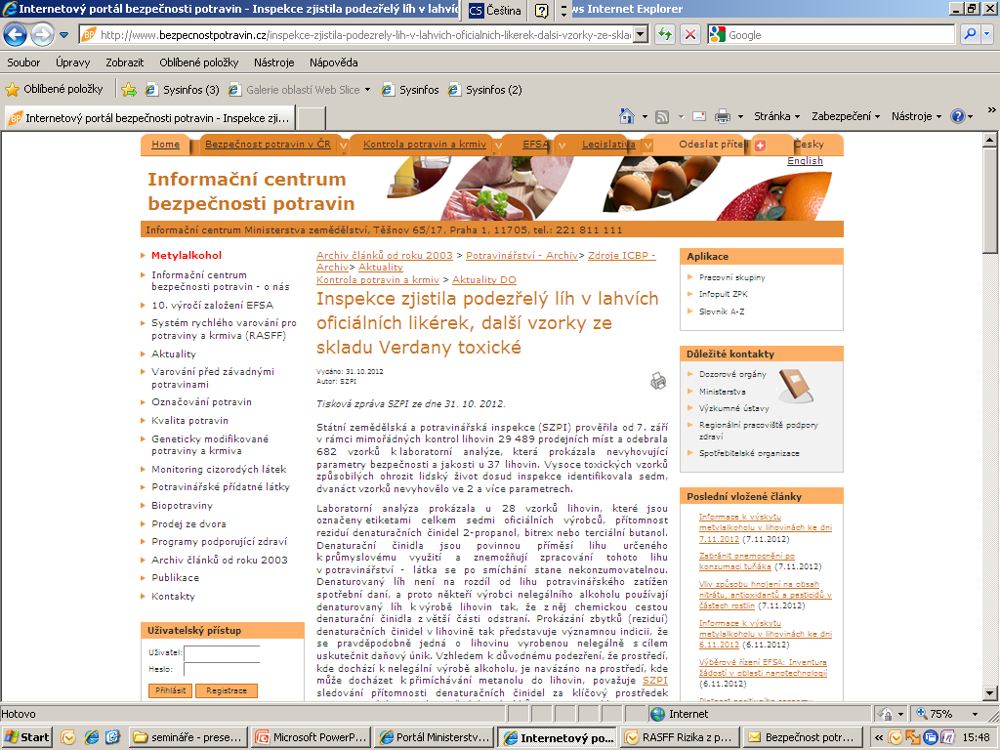 Internetový portál bezpečnosti potravin - Inspekce zjistila podezřelý líh v lahvíc
CS Čeština
ws Internet Explorer
http://www.bezpecnostpotravin.cz/inspekce-zjistila-podezrely-lih-v-lahvich-oficialnich-likerek-dalsi-vzorky-ze-skla
Google
Soubor Úpravy Zobrazit Oblíbené položky Nástroje Nápověda
Oblíbené položky Sysinfos (3) Galerie oblastí Web Slice Sysinfos Sysinfos (2)
Internetový portál bezpečnosti potravin - Inspekce zji...
Stránka Zabezpečení Nástroje
Home Bezpečnost potravin v ČR Kontrola potravin a krmiv EFSA Legislativa Odeslat příteli Česky
English
Informační centrum
bezpečnosti potravin
Informační centrum Ministerstva zemědělství, Těšnov 65/17, Praha 1, 11705, tel.: 221 811 111
Metylalkohol
Informační centrum
bezpečnosti potravin - o nás
10. výročí založení EFSA
Systém rychlého varování pro
potraviny a krmiva (RASFF)
Aktuality
Varování před závadnými
potravinami
Označování potravin
Kvalita potravin
Geneticky modifikované
potraviny a krmiva
Monitoring cizorodých látek
Potravinářské přídatné látky
Biopotraviny
Prodej ze dvora
Programy podporující zdraví
Archiv článků od roku 2003
Publikace
Kontakty
Uživatelský přístup
Uživatel:
Heslo:
Přihlásit Registrace
Archiv článků od roku 2003 > Potravinářství - Archiv> Zdroje ICBP -
Archiv> Aktuality
Kontrola potravin a krmiv > Aktuality DO
Inspekce zjistila podezřelý líh v lahvích
oficiálních likérek, další vzorky ze
skladu Verdany toxické
Vydáno: 31.10.2012
Autor: SZPI
Tisková zpráva SZPI ze dne 31. 10. 2012.
Státní zemědělská a potravinářská inspekce (SZPI) prověřila od 7. září
v rámci mimořádných kontrol lihovin 29 489 prodejních míst a odebrala
682 vzorků k laboratorní analýze, která prokázala nevyhovující
parametry bezpečnosti a jakosti u 37 lihovin. Vysoce toxických vzorků
způsobilých ohrozit lidský život dosud inspekce identifikovala sedm,
dvanáct vzorků nevyhovělo ve 2 a více parametrech.
Laboratorní analýza prokázala u 28 vzorků lihovin, které jsou
označeny etiketami celkem sedmi oficiálních výrobců, přítomnost
reziduí denaturačních činidel 2-propanol, bitrex nebo terciální butanol.
Denaturační činidla jsou povinnou příměsí lihu určeného
k průmyslovému využití a znemožňují zpracování tohoto lihu
v potravinářství - látka se po smíchání stane nekonzumovatelnou.
Denaturovaný líh není na rozdíl od lihu potravinářského zatížen
spotřební daní, a proto někteří výrobci nelegálního alkoholu používají
denaturovaný líh k výrobě lihovin tak, že z něj chemickou cestou
denaturační činidla z větší části odstraní. Prokázání zbytků (reziduí)
denaturačních činidel v lihovině tak představuje významnou indicii, že
se pravděpodobně jedná o lihovinu vyrobenou nelegálně s cílem
uskutečnit daňový únik. Vzhledem k důvodnému podezření, že prostředí,
kde dochází k nelegální výrobě alkoholu, je navázáno na prostředí, kde
může docházet k přimíchávání metanolu do lihovin, považuje SZPI
sledování přítomnosti denaturačních činidel za klíčový prostředek
Aplikace
Pracovní skupiny
Infopult ZPK
Slovník A-Z
Důležité kontakty
Dozorové orgány
Ministerstva
Výzkumné ústavy
Regionální pracoviště podpory
zdraví
Spotřebitelské organizace
Poslední vložené články
Informace k výskytu
metylalkoholu v lihovinách ke dni
7.11.2012 (7.11.2012)
Zabránit onemocnění po
konzumaci tuňáka (7.11.2012)
Vliv způsobu hnojení na obsah
nitrátu, antioxidantů a pesticidů v
částech rostlin (7.11.2012)
Informace k výskytu
metylalkoholu v lihovinách ke dni
6.11.2012 (6.11.2012)
Výběrové řízení EFSA: Inventura
žádostí v oblasti nanotechnologií
(6.11.2012)
Hotovo
Internet
75%
Start
semináře - prese...
Microsoft PowerP...
Portál Ministerstv...
Internetový po...
RASFF Rizika z p...
Bezpečnost potr...
15:48